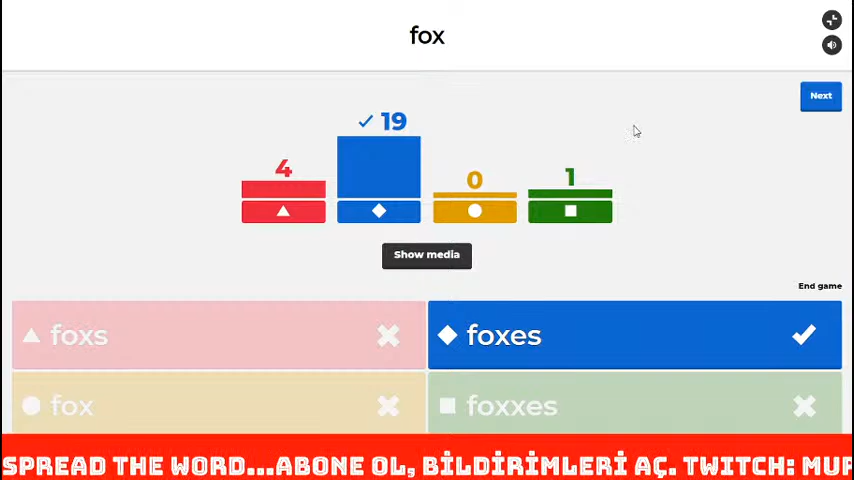 fox
Next
19
4
0
1
Show media
End game
foxs
foxes
fox
foxxes
SPREAD THE WORD...ABONE OL, BİLDİRİMLERİ AÇ. TWITCH: